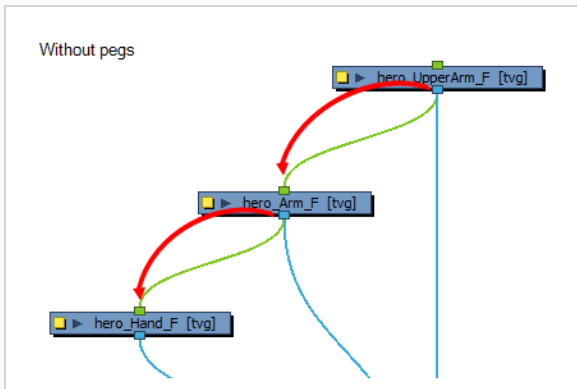 Without pegs
hero_UpperArm_F [tvg]
hero_Arm_F [tvg]
hero_Hand_F [tvg]